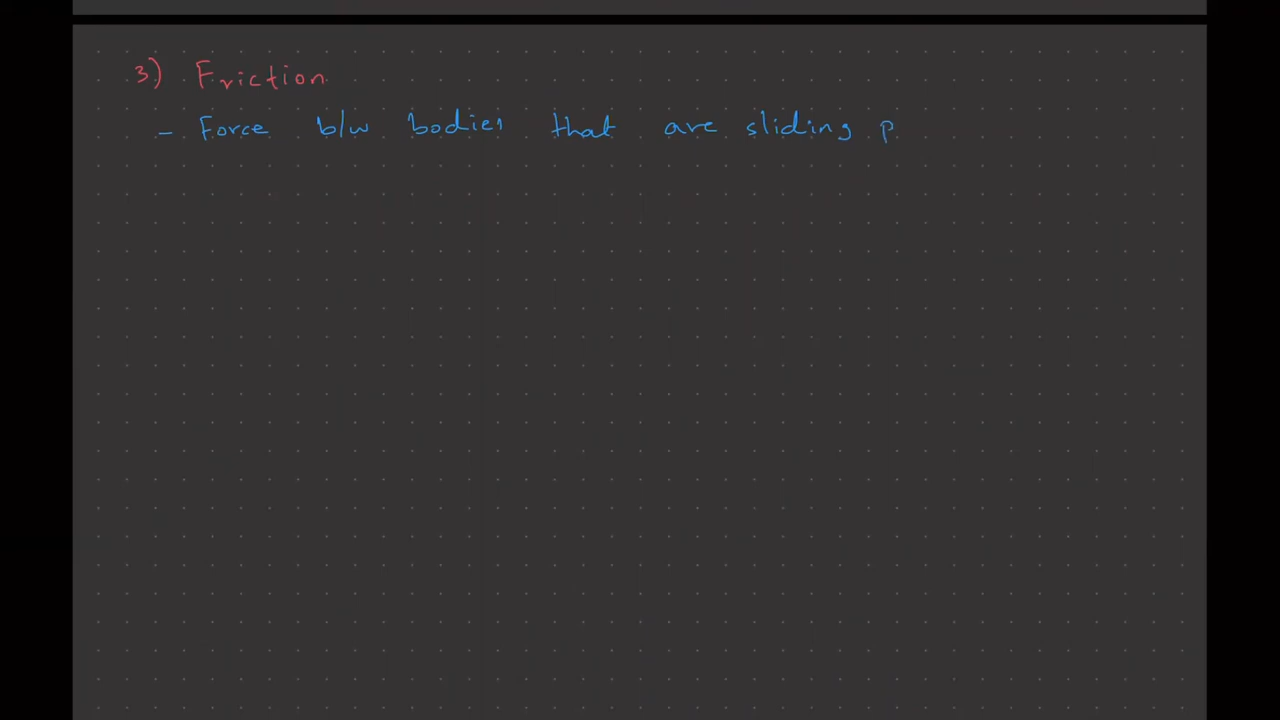 3) Friction
- Force b/w bodies that are sliding p